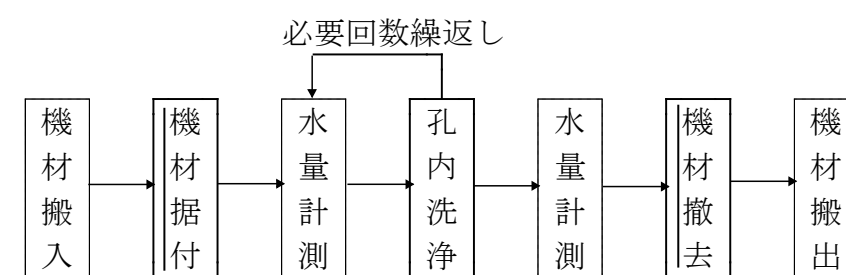 必要回数繰返し
機材搬入
機材据付
水量計測
孔内洗浄
水量計測
機材撤去
機材搬出